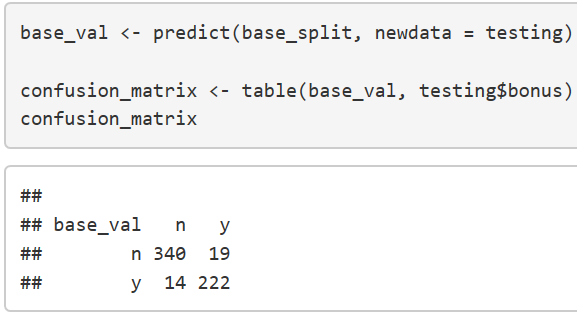 base_val <- predict(base_split, newdata = testing)
confusion_matrix <- table(base_val, testing$bonus)
confusion_matrix
##
## base_val   n   y
##        n 340  19
##        y  14 222